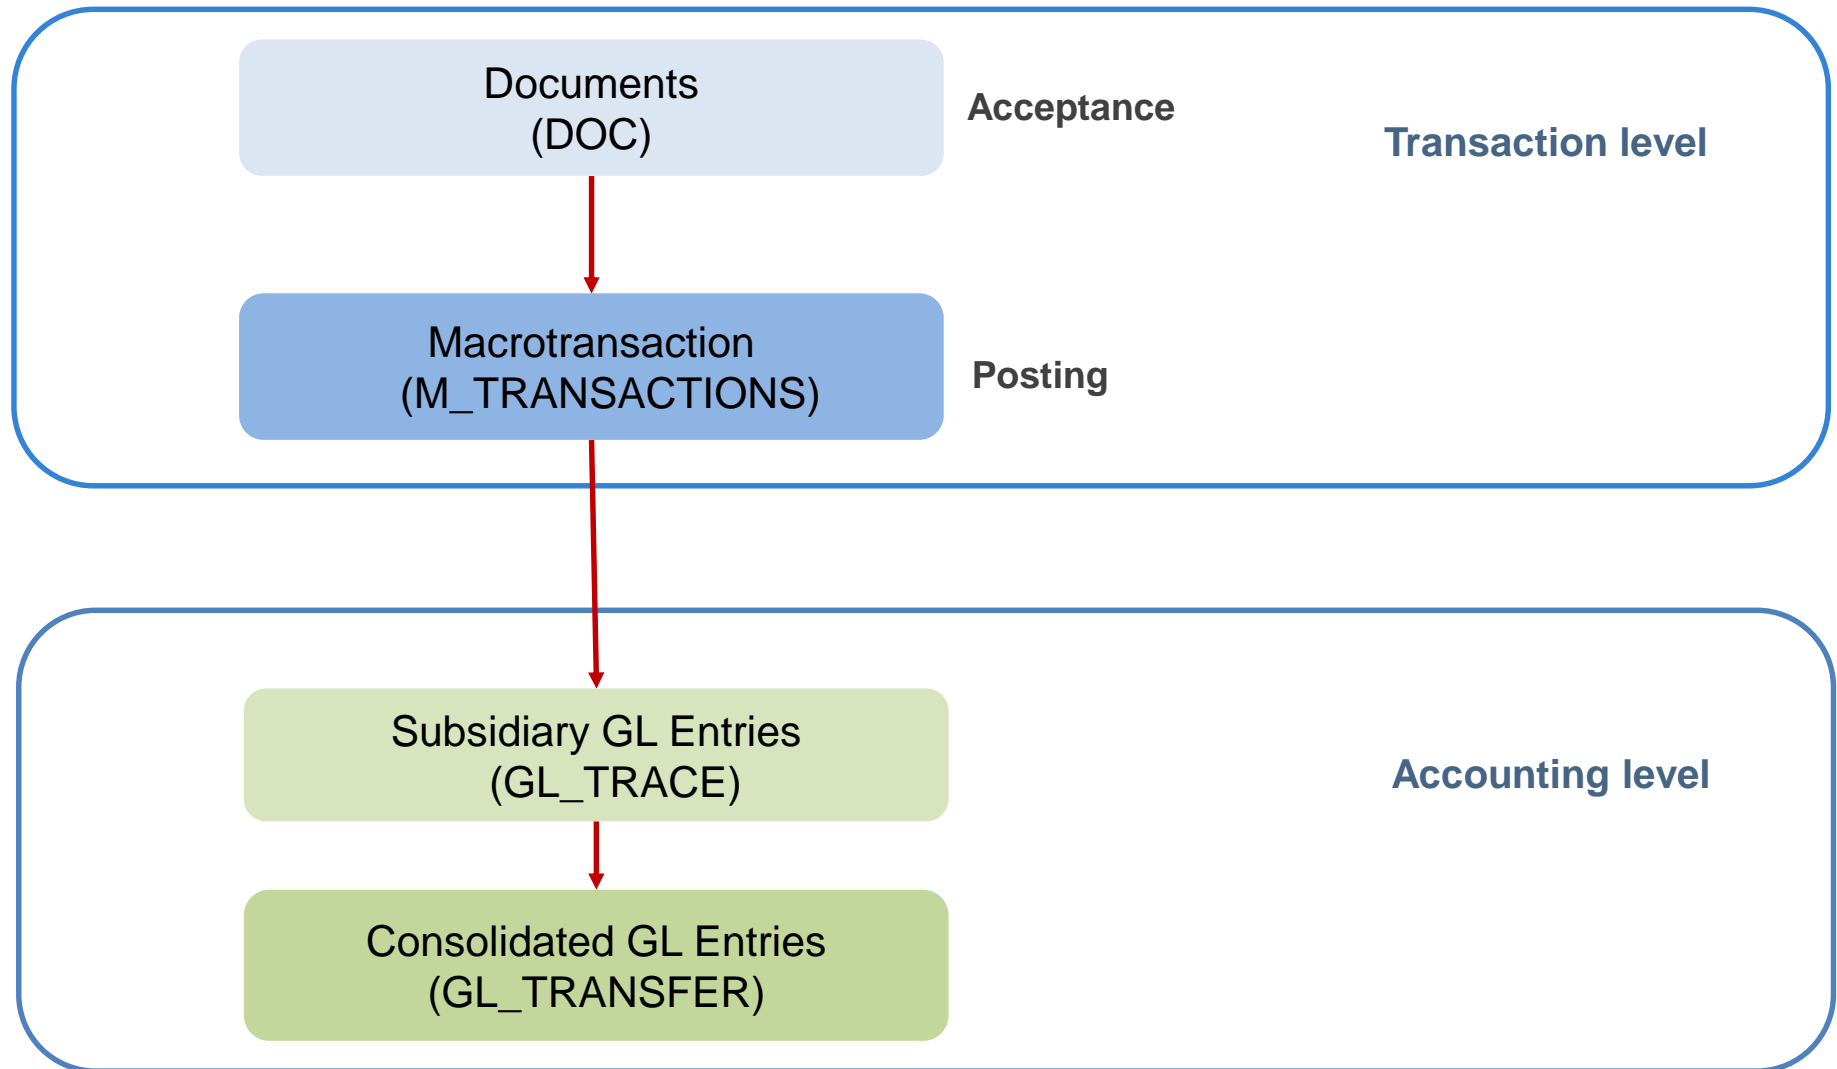 Documents
(DOC)
Acceptance
Transaction level
Macrotransaction
(M_TRANSACTIONS)
Posting
Subsidiary GL Entries
(GL_TRACE)
Accounting level
Consolidated GL Entries
(GL_TRANSFER)